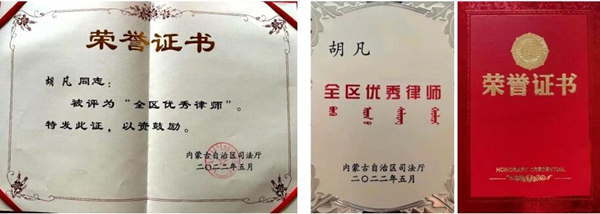 荣誉证书
胡凡同志：
被评为“全区优秀律师”。
特发此证，以资鼓励。
内蒙古自治区司法厅
二〇二二年五月
胡凡
全区优秀律师
内蒙古自治区司法厅
二〇二二年五月
荣誉证书
HONORARY CREDENTIAL